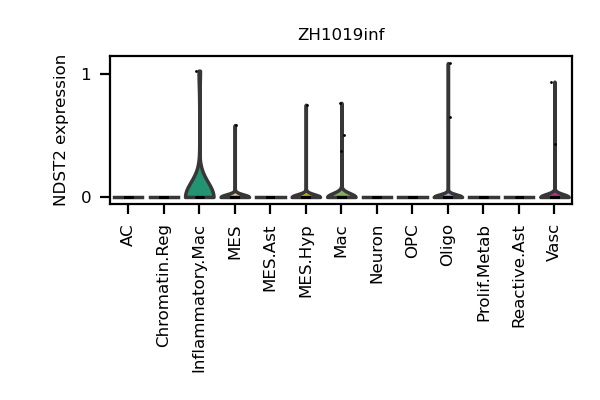 ZH1019inf
NDST2 expression
1
0
AC
Chromatin.Reg
Inflammatory.Mac
MES
MES.Ast
MES.Hyp
Mac
Neuron
OPC
Oligo
Prolif.Metab
Reactive.Ast
Vasc